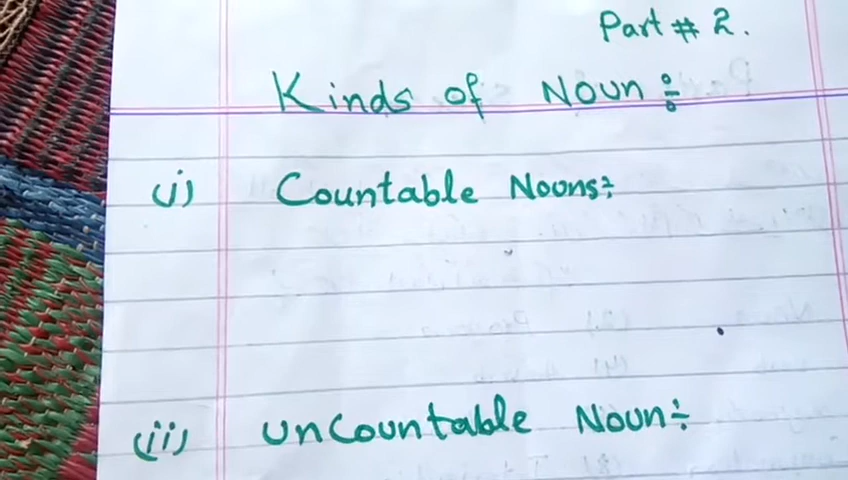 Part # 2.
Kinds of Noun ÷
(i) Countable Nouns ÷
(ii) Uncountable Noun ÷